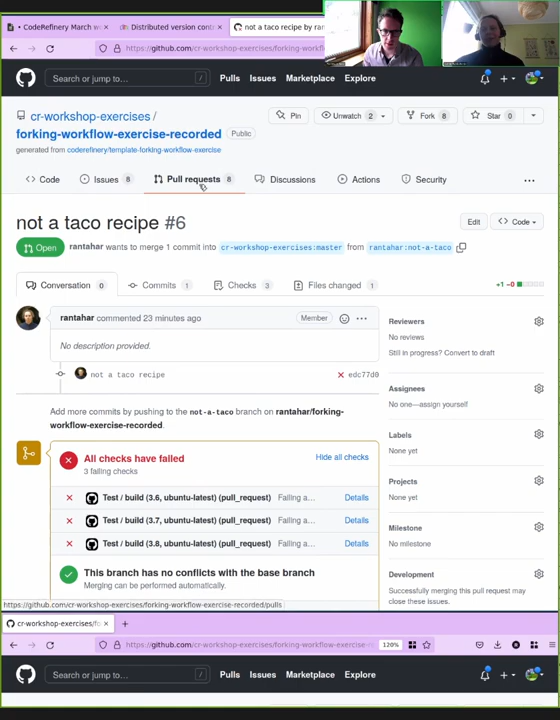 • CodeRefinery March w
Distributed version cont
not a taco recipe by ran
https://github.com/cr-workshop-exercises/forking-workf
Search or jump to...
/
Pulls
Issues
Marketplace
Explore
cr-workshop-exercises /
forking-workflow-exercise-recorded
Public
Pin
Unwatch 2
Fork 8
Star 0
generated from coderefinery/template-forking-workflow-exercise
Code
Issues 8
Pull requests 8
Discussions
Actions
Security
not a taco recipe #6
Edit
Code
Open
rantahar wants to merge 1 commit into cr-workshop-exercises:master from rantahar:not-a-taco
Conversation 0
Commits 1
Checks 3
Files changed 1
+1 −0
rantahar commented 23 minutes ago
Member
No description provided.
not a taco recipe
edc77d0
Add more commits by pushing to the not-a-taco branch on rantahar/forking-
workflow-exercise-recorded.
All checks have failed
3 failing checks
Hide all checks
Test / build (3.6, ubuntu-latest) (pull_request) Failing a… Details
Test / build (3.7, ubuntu-latest) (pull_request) Failing a… Details
Test / build (3.8, ubuntu-latest) (pull_request) Failing a… Details
This branch has no conflicts with the base branch
Merging can be performed automatically.
Reviewers
No reviews
Still in progress? Convert to draft
Assignees
No one—assign yourself
Labels
None yet
Projects
None yet
Milestone
No milestone
Development
Successfully merging this pull request may
close these issues.
https://github.com/cr-workshop-exercises/forking-workflow-exercise-recorded/pulls
cr-workshop-exercises/fo
https://github.com/cr-workshop-exercises/forking-workflow-exercise-re
120%
Search or jump to...
/
Pulls
Issues
Marketplace
Explore